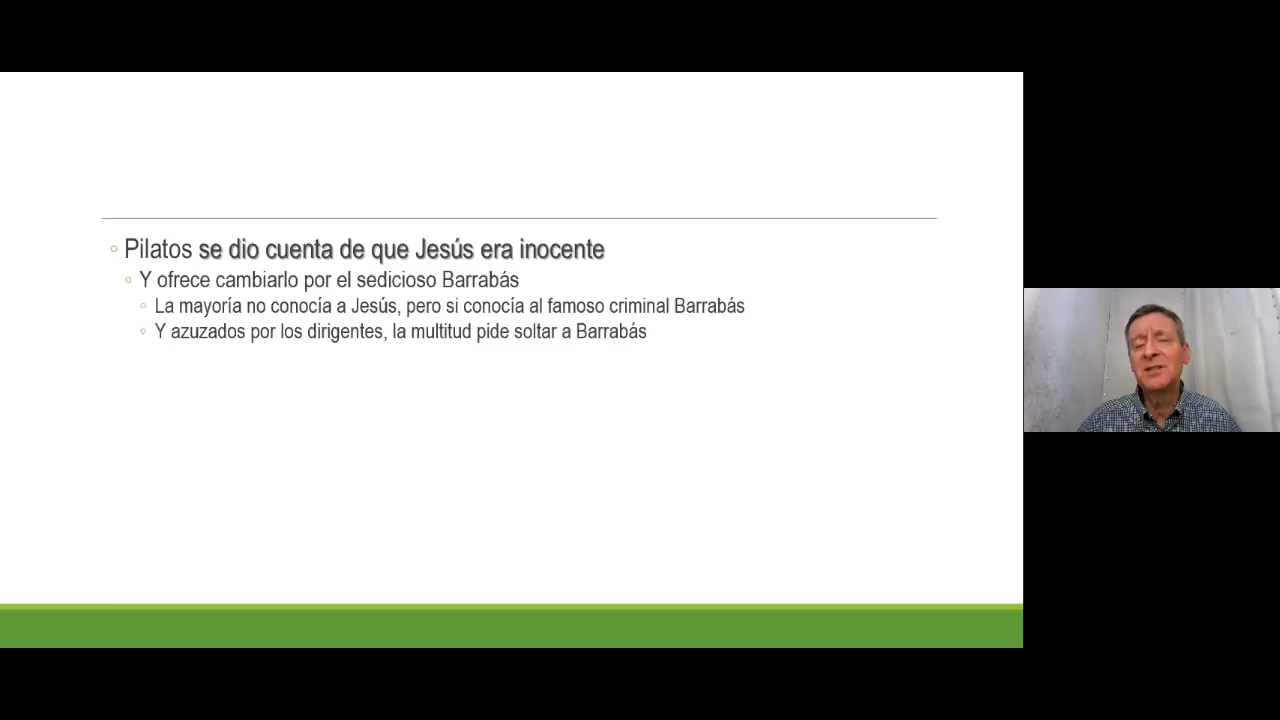 Pilatos se dio cuenta de que Jesús era inocente
Y ofrece cambiarlo por el sedicioso Barrabás
La mayoría no conocía a Jesús, pero si conocía al famoso criminal Barrabás
Y azuzados por los dirigentes, la multitud pide soltar a Barrabás